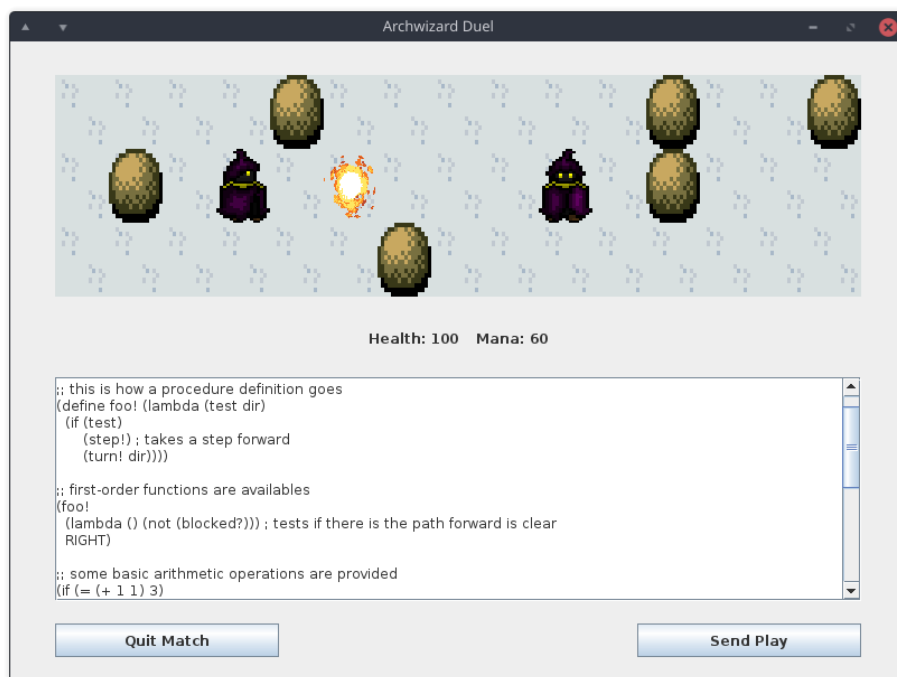 Archwizard Duel
Health: 100 Mana: 60
;; this is how a procedure definition goes
(define foo! (lambda (test dir)
(if (test)
(step!) ; takes a step forward
(turn! dir))))
;; first-order functions are availables
(foo!
(lambda () (not (blocked?))) ; tests if there is the path forward is clear
RIGHT)
;; some basic arithmetic operations are provided
(if (= (+ 1 1) 3)
Quit Match
Send Play